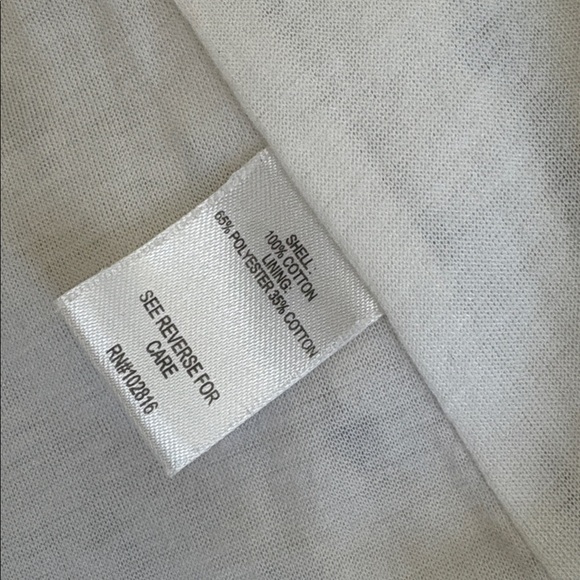 SHELL:
100% COTTON
LINING:
65% POLYESTER 35% COTTON
SEE REVERSE FOR
CARE
RN#102816